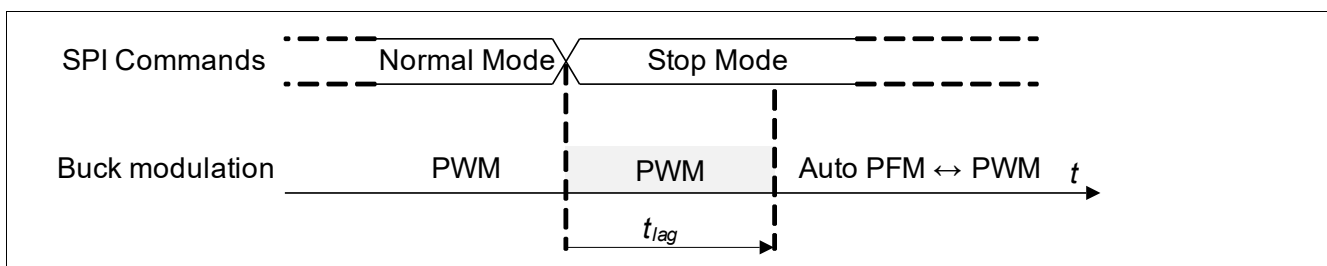 SPI Commands Normal Mode Stop Mode
Buck modulation PWM PWM Auto PFM ↔ PWM t
tlag